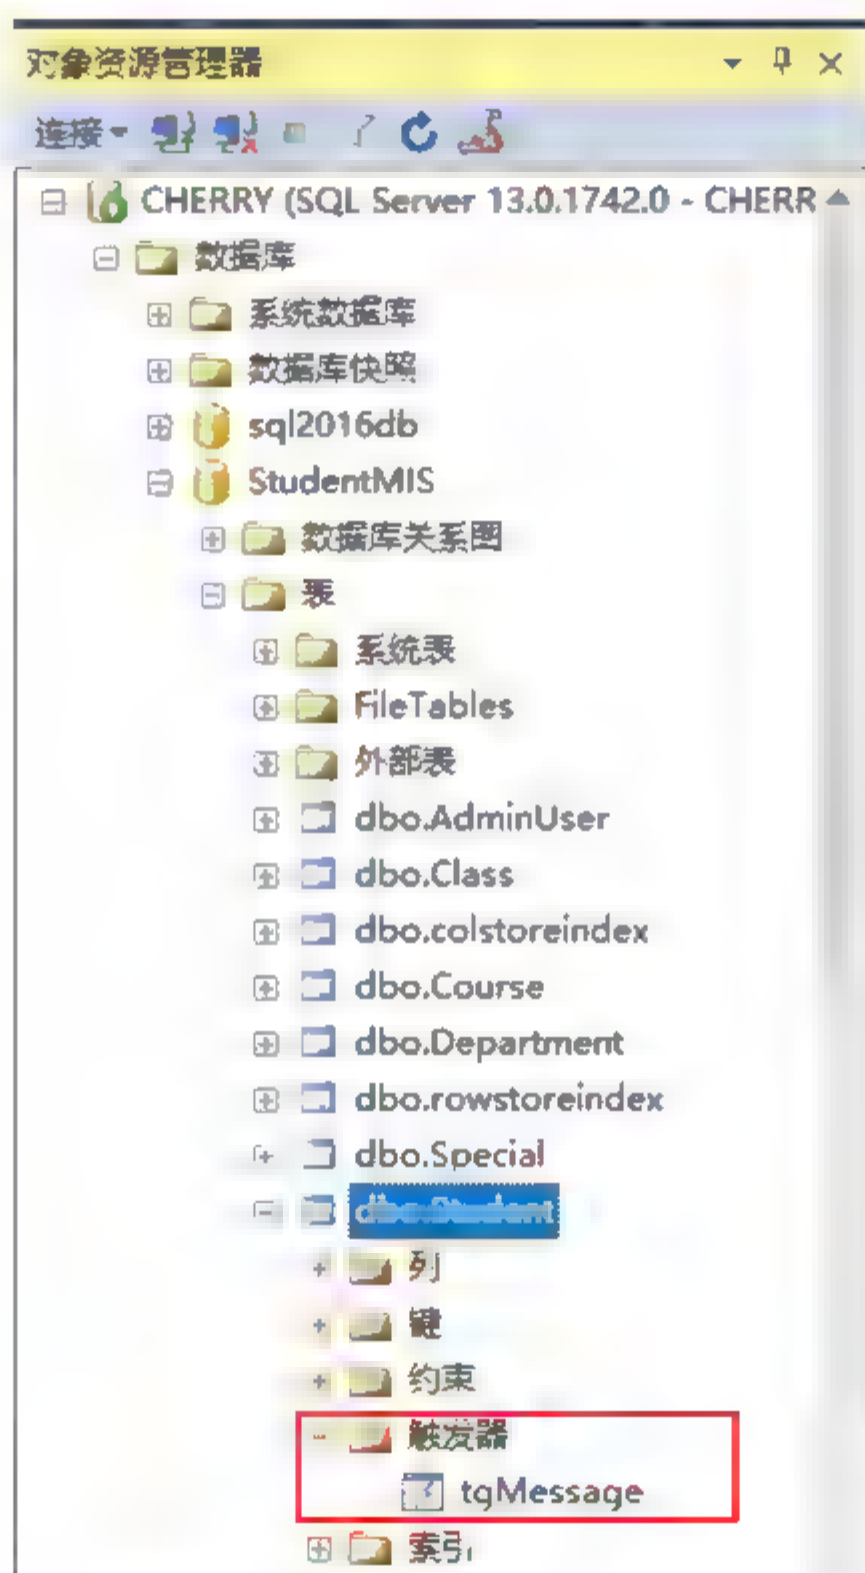 对象资源管理器
连接
CHERRY (SQL Server 13.0.1742.0 - CHERR
数据库
系统数据库
数据库快照
sql2016db
StudentMIS
数据库关系图
表
系统表
FileTables
外部表
dbo.AdminUser
dbo.Class
dbo.colstoreindex
dbo.Course
dbo.Department
dbo.rowstoreindex
dbo.Special
dbo.Student
列
键
约束
触发器
tgMessage
索引